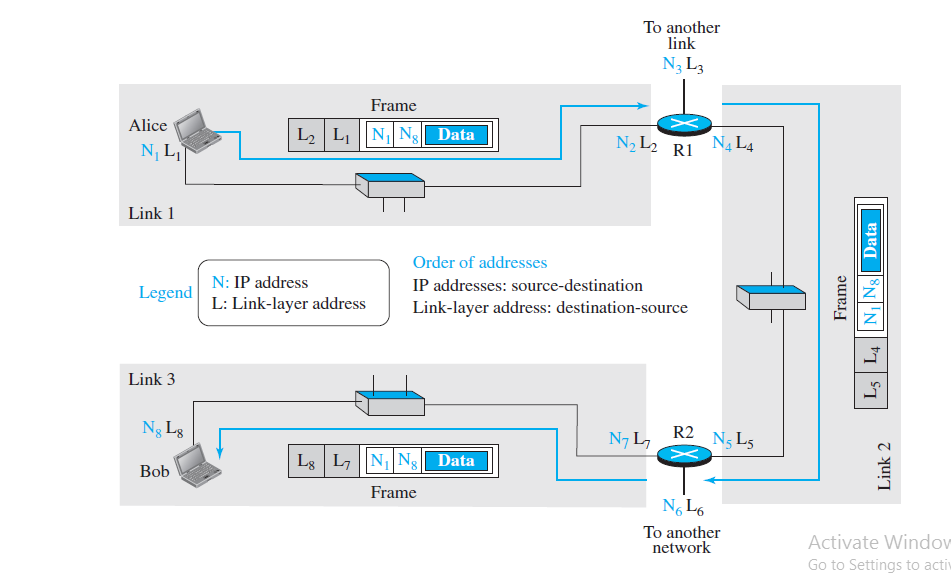 To another
link
N3 L3
Frame
Alice
L2 L1 N1 N8 Data
N1 L1
N2 L2 R1 N4 L4
Link 1
Order of addresses
Legend
N: IP address
L: Link-layer address
IP addresses: source-destination
Link-layer address: destination-source
Frame
L5 L4 N1 N8 Data
Link 2
Link 3
N8 L8
Bob
L8 L7 N1 N8 Data
Frame
N7 L7 R2 N5 L5
N6 L6
To another
network
Activate Window
Go to Settings to activ